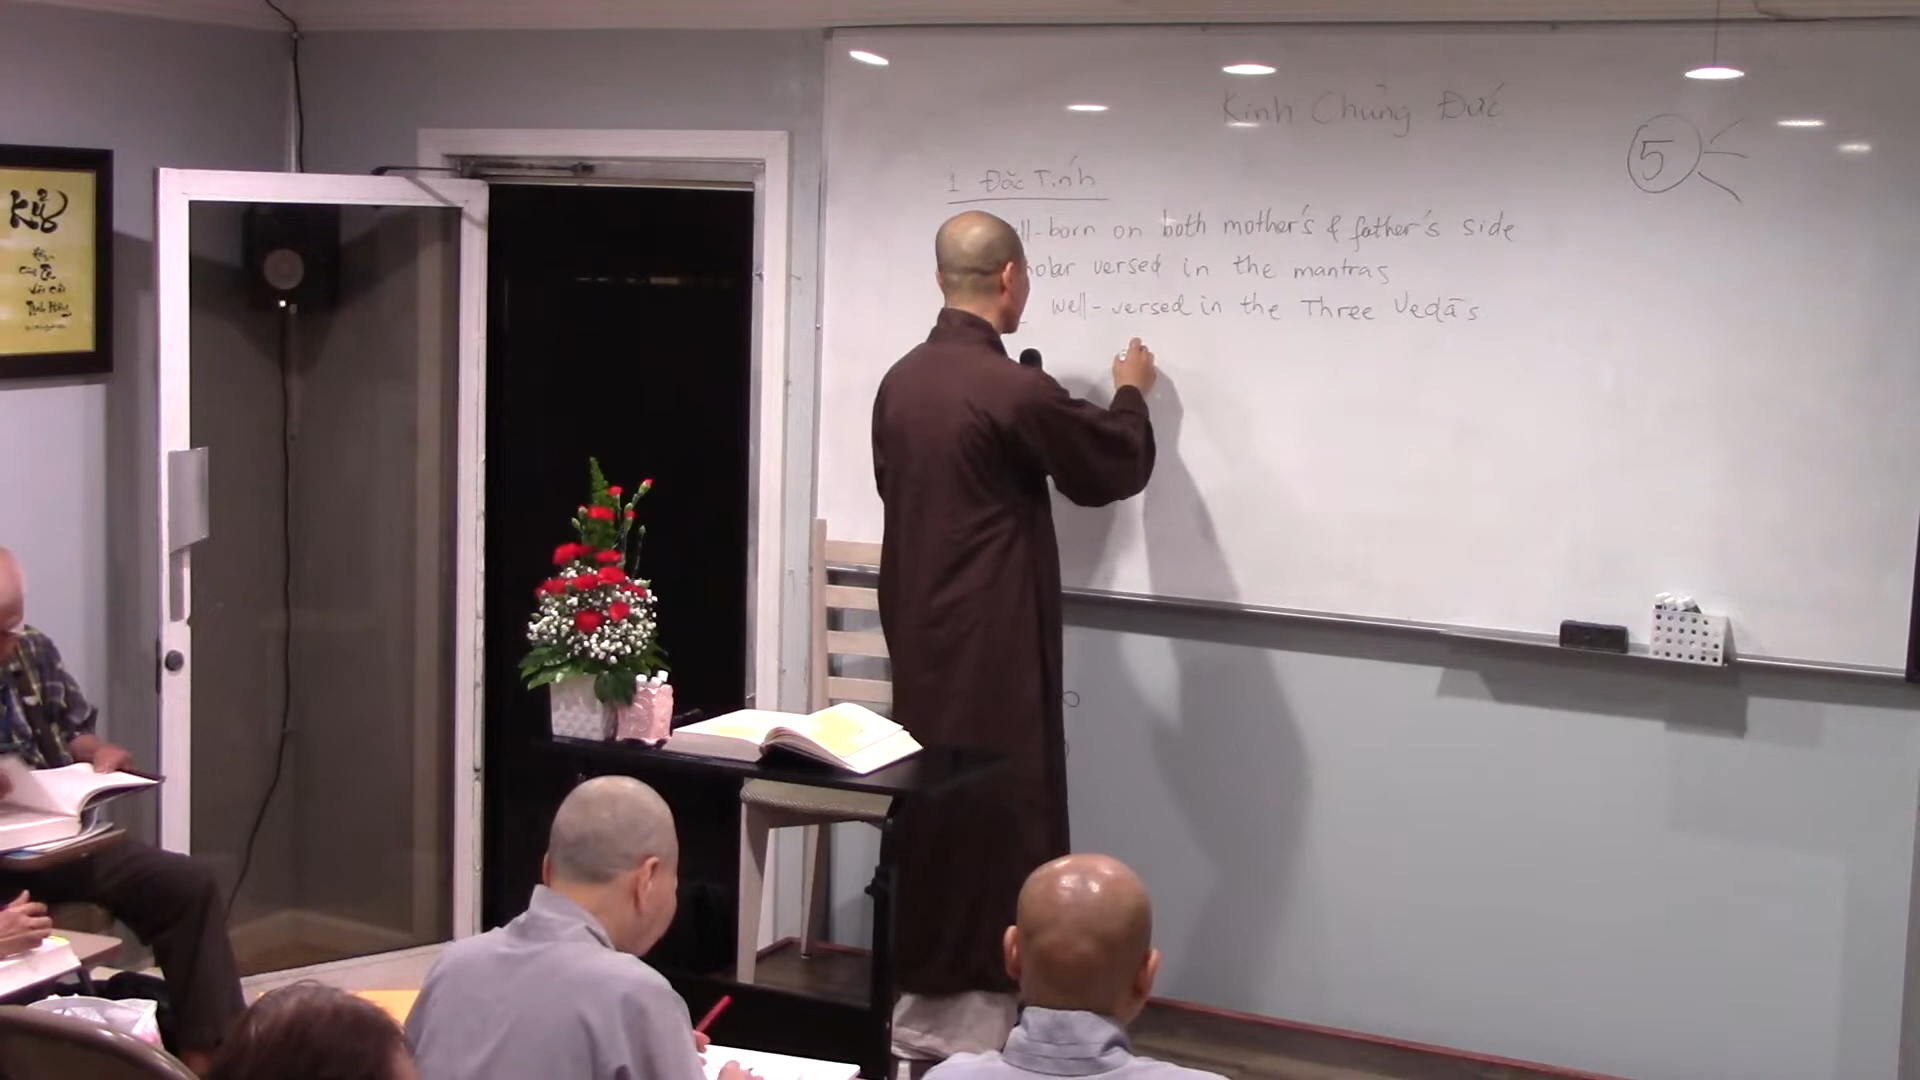 Kinh Chủng Đức
5
1 Đặc Tính
ll-born on both mother's & father's side
holar versed in the mantras
well-versed in the Three Vedās
Kỷ